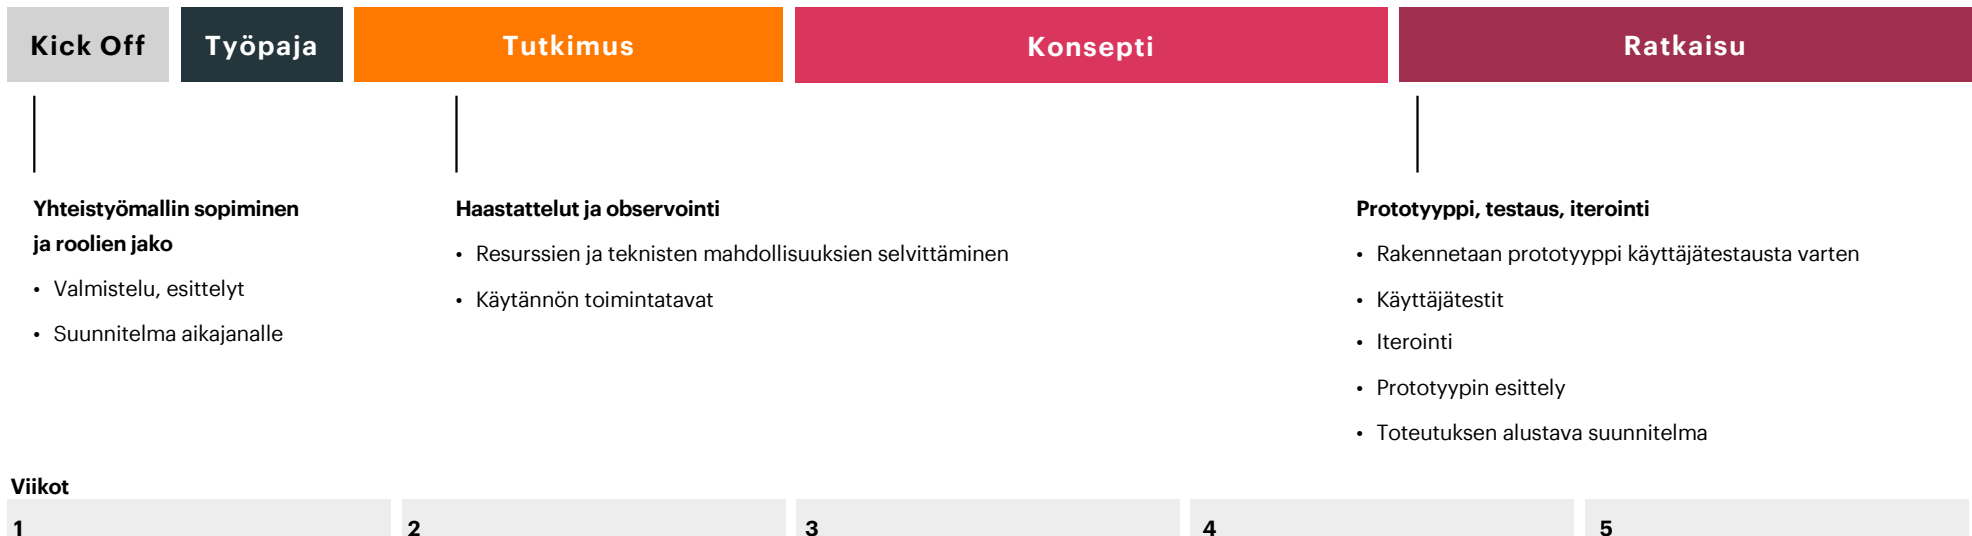 Kick Off
Työpaja
Tutkimus
Konsepti
Ratkaisu
Yhteistyömallin sopiminen
ja roolien jako
• Valmistelu, esittelyt
• Suunnitelma aikajanalle
Haastattelut ja observointi
• Resurssien ja teknisten mahdollisuuksien selvittäminen
• Käytännön toimintatavat
Prototyyppi, testaus, iterointi
• Rakennetaan prototyyppi käyttäjätestausta varten
• Käyttäjätestit
• Iterointi
• Prototyypin esittely
• Toteutuksen alustava suunnitelma
Viikot
1
2
3
4
5